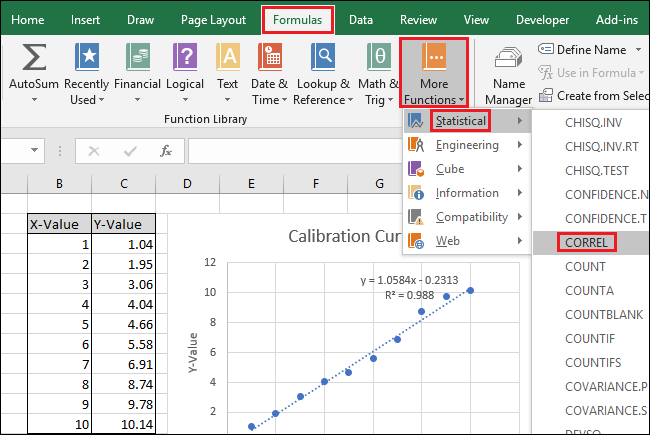 Home Insert Draw Page Layout Formulas Data Review View Developer Add-ins
AutoSum Recently Used Financial Logical Text Date & Time Lookup & Reference Math & Trig More Functions Name Manager
Define Name
Use in Formula
Create from Selec
Function Library
Statistical
Engineering
Cube
Information
Compatibility
Web
CHISQ.INV
CHISQ.INV.RT
CHISQ.TEST
CONFIDENCE.N
CONFIDENCE.T
CORREL
COUNT
COUNTA
COUNTBLANK
COUNTIF
COUNTIFS
COVARIANCE.P
COVARIANCE.S
fx
B C D E F G
X-Value Y-Value
1 1.04
2 1.95
3 3.06
4 4.04
5 4.66
6 5.58
7 6.91
8 8.74
9 9.78
10 10.14
Calibration Cu
y = 1.0584x - 0.2313
R² = 0.988
Y-Value
12
10
8
6
4
2